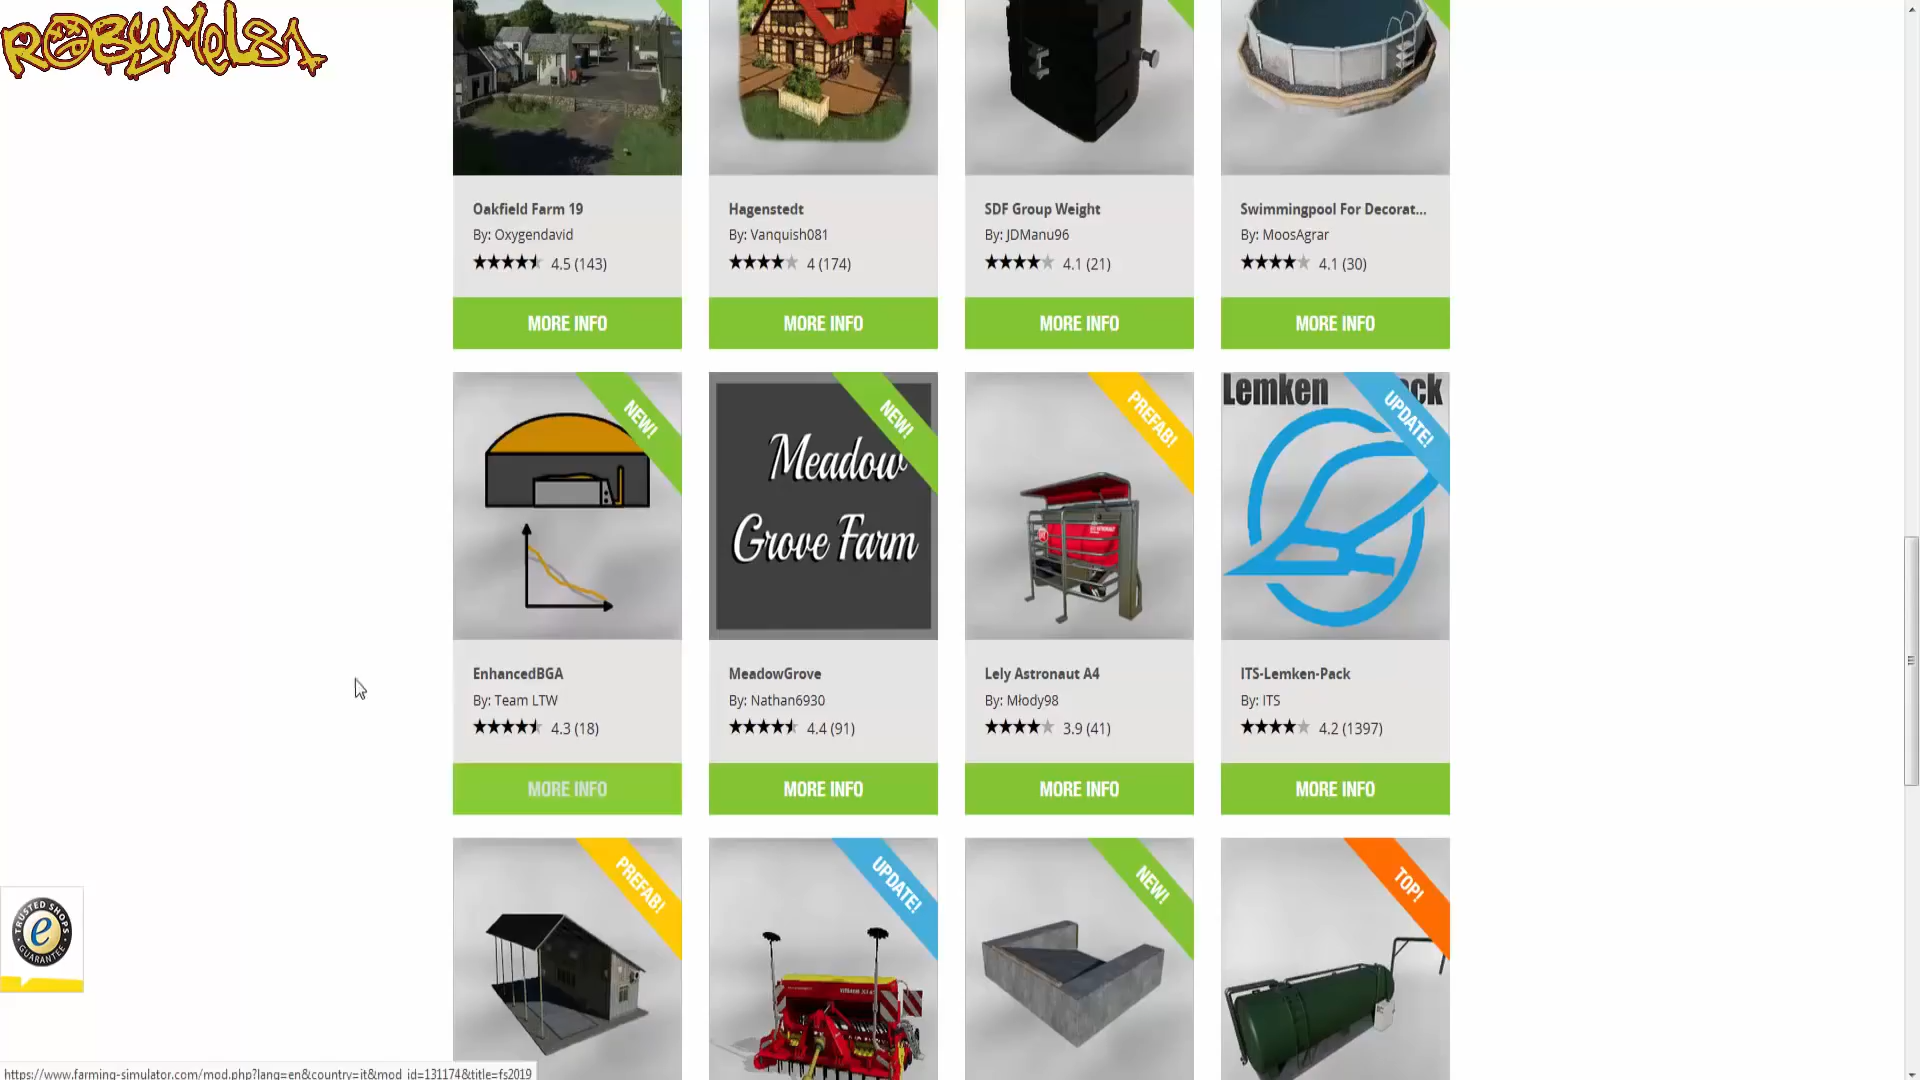 RobyMel81
Oakfield Farm 19
By: Oxygendavid
4.5 (143)
MORE INFO
Hagenstedt
By: Vanquish081
4 (174)
MORE INFO
SDF Group Weight
By: JDManu96
4.1 (21)
MORE INFO
Swimmingpool For Decorat...
By: MoosAgrar
4.1 (30)
MORE INFO
NEW!
EnhancedBGA
By: Team LTW
4.3 (18)
MORE INFO
NEW!
Meadow
Grove Farm
MeadowGrove
By: Nathan6930
4.4 (91)
MORE INFO
PREFAB!
Lely Astronaut A4
By: Młody98
3.9 (41)
MORE INFO
Lemken
ck
UPDATE!
ITS-Lemken-Pack
By: ITS
4.2 (1397)
MORE INFO
PREFAB!
UPDATE!
NEW!
TOP!
TRUSTED SHOPS
e
GUARANTEE
https://www.farming-simulator.com/mod.php?lang=en&country=it&mod_id=131174&title=fs2019